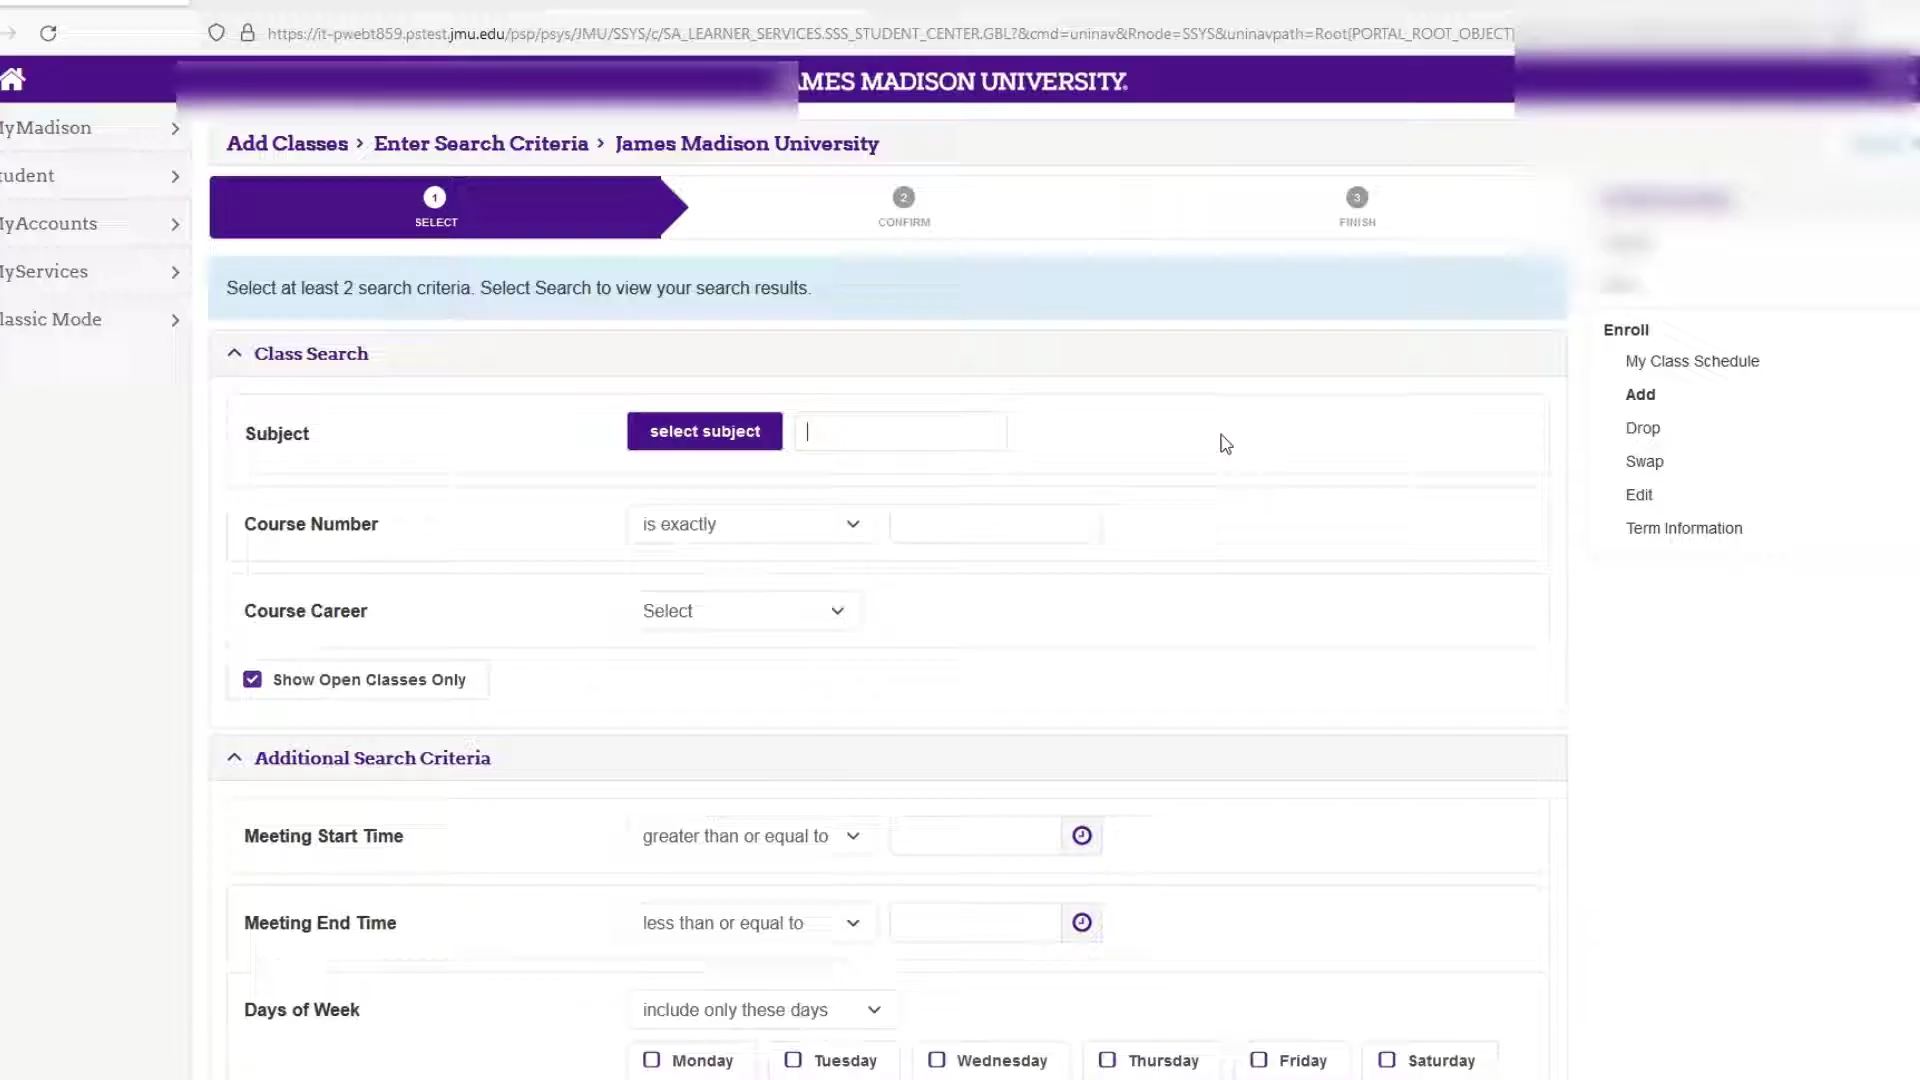 https://it-pwebt859.pstest.jmu.edu/psp/psys/JMU/SSYS/c/SA_LEARNER_SERVICES.SSS_STUDENT_CENTER.GBL?&cmd=uninav&Rnode=SSYS&uninavpath=Root{PORTAL_ROOT_OBJECT}
AMES MADISON UNIVERSITY.
lyMadison
tudent
lyAccounts
lyServices
lassic Mode
Add Classes > Enter Search Criteria > James Madison University
1
SELECT
2
CONFIRM
3
FINISH
Select at least 2 search criteria. Select Search to view your search results.
Class Search
Subject
select subject
Course Number
is exactly
Course Career
Select
Show Open Classes Only
Additional Search Criteria
Meeting Start Time
greater than or equal to
Meeting End Time
less than or equal to
Days of Week
include only these days
Monday Tuesday Wednesday Thursday Friday Saturday
Enroll
My Class Schedule
Add
Drop
Swap
Edit
Term Information